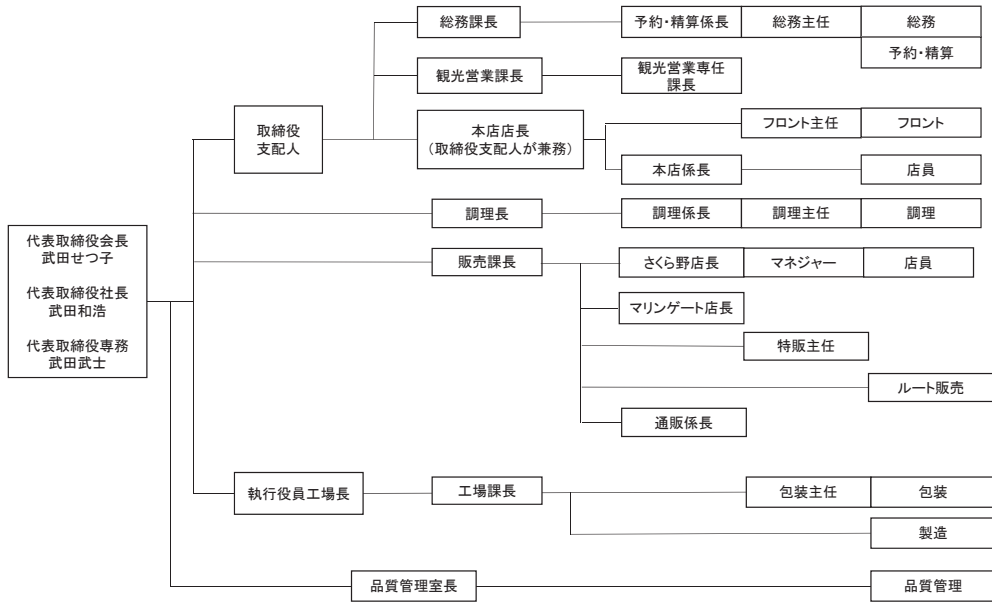 総務課長
予約・精算係長
総務主任
総務
予約・精算
観光営業課長
観光営業専任
課長
取締役
支配人
本店店長
（取締役支配人が兼務）
フロント主任
フロント
本店係長
店員
調理長
調理係長
調理主任
調理
代表取締役会長
武田せつ子
代表取締役社長
武田和浩
代表取締役専務
武田武士
販売課長
さくら野店長
マネジャー
店員
マリンゲート店長
特販主任
ルート販売
通販係長
執行役員工場長
工場課長
包装主任
包装
製造
品質管理室長
品質管理